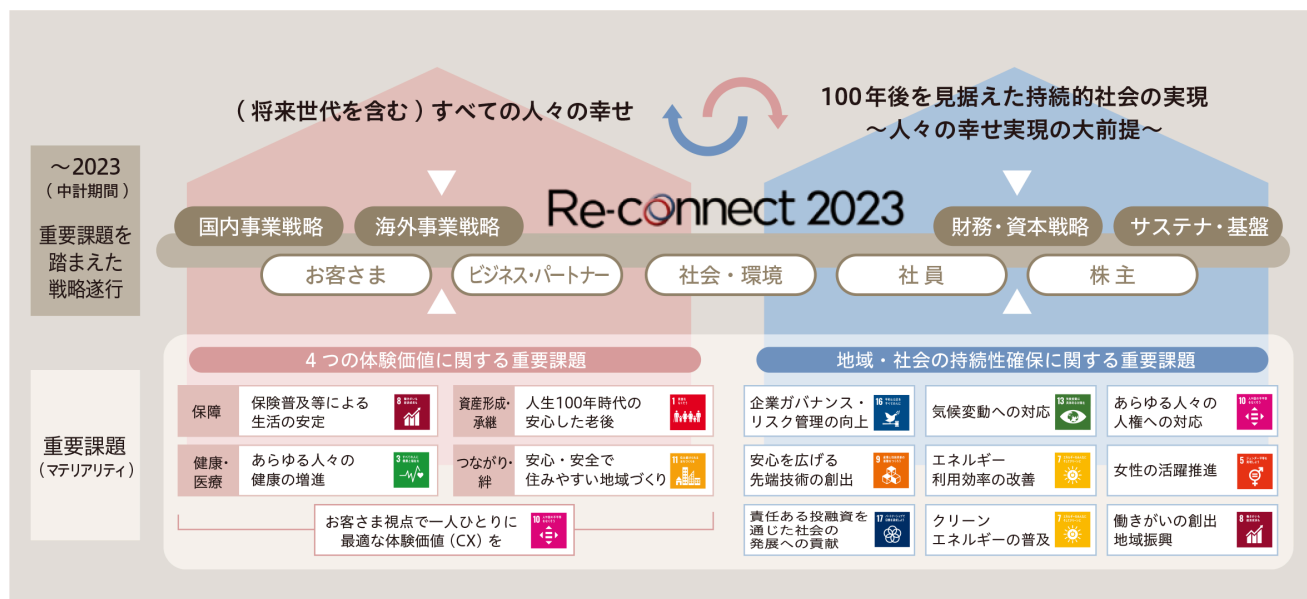 (将来世代を含む)すべての人々の幸せ
100年後を見据えた持続的社会の実現
～人々の幸せ実現の大前提～
～2023
(中計期間)
重要課題を
踏まえた
戦略遂行
Re-connect 2023
国内事業戦略
海外事業戦略
財務・資本戦略
サステナ・基盤
お客さま
ビジネス・パートナー
社会・環境
社員
株主
重要課題
(マテリアリティ)
4つの体験価値に関する重要課題
保障
保険普及等による
生活の安定
8
資産形成・
承継
人生100年時代の
安心した老後
1
健康・
医療
あらゆる人々の
健康の増進
3
つながり・
絆
安心・安全で
住みやすい地域づくり
11
お客さま視点で一人ひとりに
最適な体験価値(CX)を
10
地域・社会の持続性確保に関する重要課題
企業ガバナンス・
リスク管理の向上
16
気候変動への対応
13
あらゆる人々の
人権への対応
10
安心を広げる
先端技術の創出
9
エネルギー
利用効率の改善
7
女性の活躍推進
5
責任ある投融資を
通じた社会の
発展への貢献
17
クリーン
エネルギーの普及
7
働きがいの創出
地域振興
8